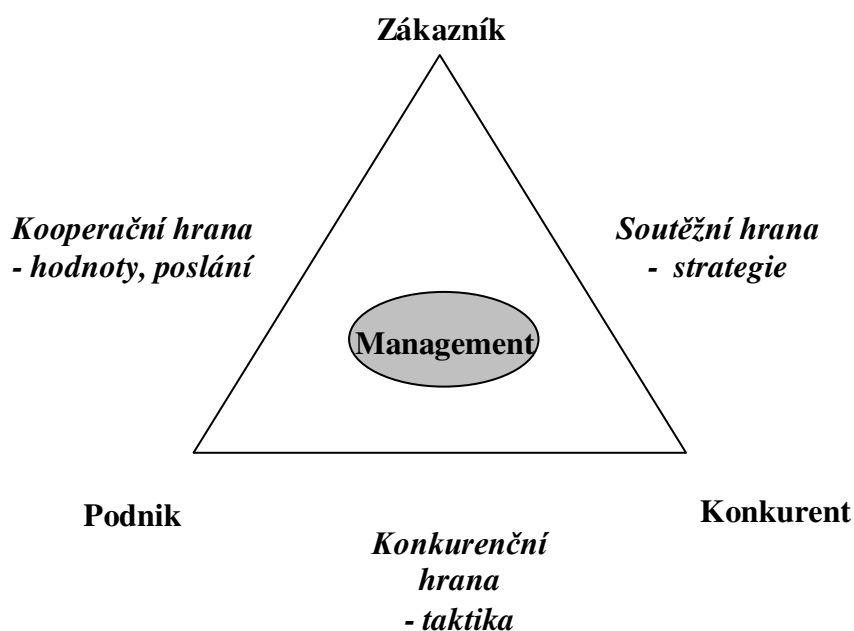 Zákazník
Kooperační hrana
- hodnoty, poslání
Soutěžní hrana
- strategie
Management
Podnik
Konkurent
Konkurenční
hrana
- taktika